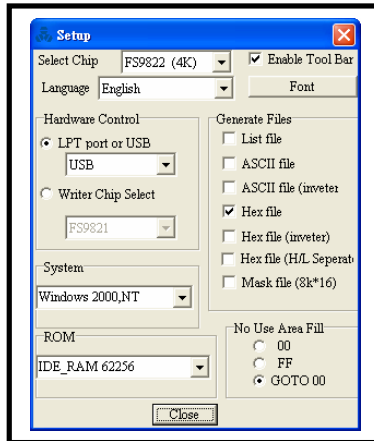 Setup
Select Chip FS9822 (4K) Enable Tool Bar
Language English Font
Hardware Control
LPT port or USB
USB
Writer Chip Select
FS9821
System
Windows 2000,NT
ROM
IDE_RAM 62256
Generate Files
List file
ASCII file
ASCII file (inveter
Hex file
Hex file (inveter)
Hex file (H/L Seperate
Mask file (8k*16)
No Use Area Fill
00
FF
GOTO 00
Close